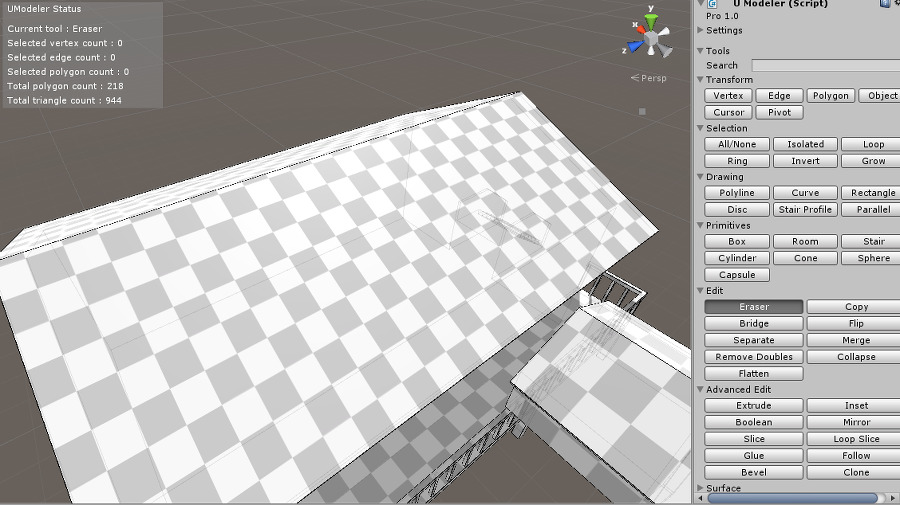 UModeler Status
Current tool : Eraser
Selected vertex count : 0
Selected edge count : 0
Selected polygon count : 0
Total polygon count : 218
Total triangle count : 944
y
x
z
Persp
U Modeler (Script)
Pro 1.0
Settings
Tools
Search
Transform
Vertex Edge Polygon Object
Cursor Pivot
Selection
All/None Isolated Loop
Ring Invert Grow
Drawing
Polyline Curve Rectangle
Disc Stair Profile Parallel
Primitives
Box Room Stair
Cylinder Cone Sphere
Capsule
Edit
Eraser Copy
Bridge Flip
Separate Merge
Remove Doubles Collapse
Flatten
Advanced Edit
Extrude Inset
Boolean Mirror
Slice Loop Slice
Glue Follow
Bevel Clone
Surface